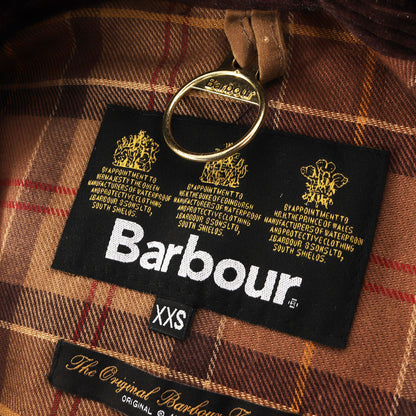 Barbour
BY APPOINTMENT TO
HER MAJESTY THE QUEEN
MANUFACTURERS OF WATERPROOF
AND PROTECTIVE CLOTHING
J.BARBOUR & SONS LTD,
SOUTH SHIELDS.
BY APPOINTMENT TO
H.R.H. THE DUKE OF EDINBURGH
MANUFACTURERS OF WATERPROOF
AND PROTECTIVE CLOTHING
J.BARBOUR & SONS LTD,
SOUTH SHIELDS.
BY APPOINTMENT TO
H.R.H. THE PRINCE OF WALES
MANUFACTURERS OF WATERPROOF
AND PROTECTIVE CLOTHING
J.BARBOUR & SONS LTD,
SOUTH SHIELDS.
Barbour
XXS
The Original Barbour
ORIGINAL